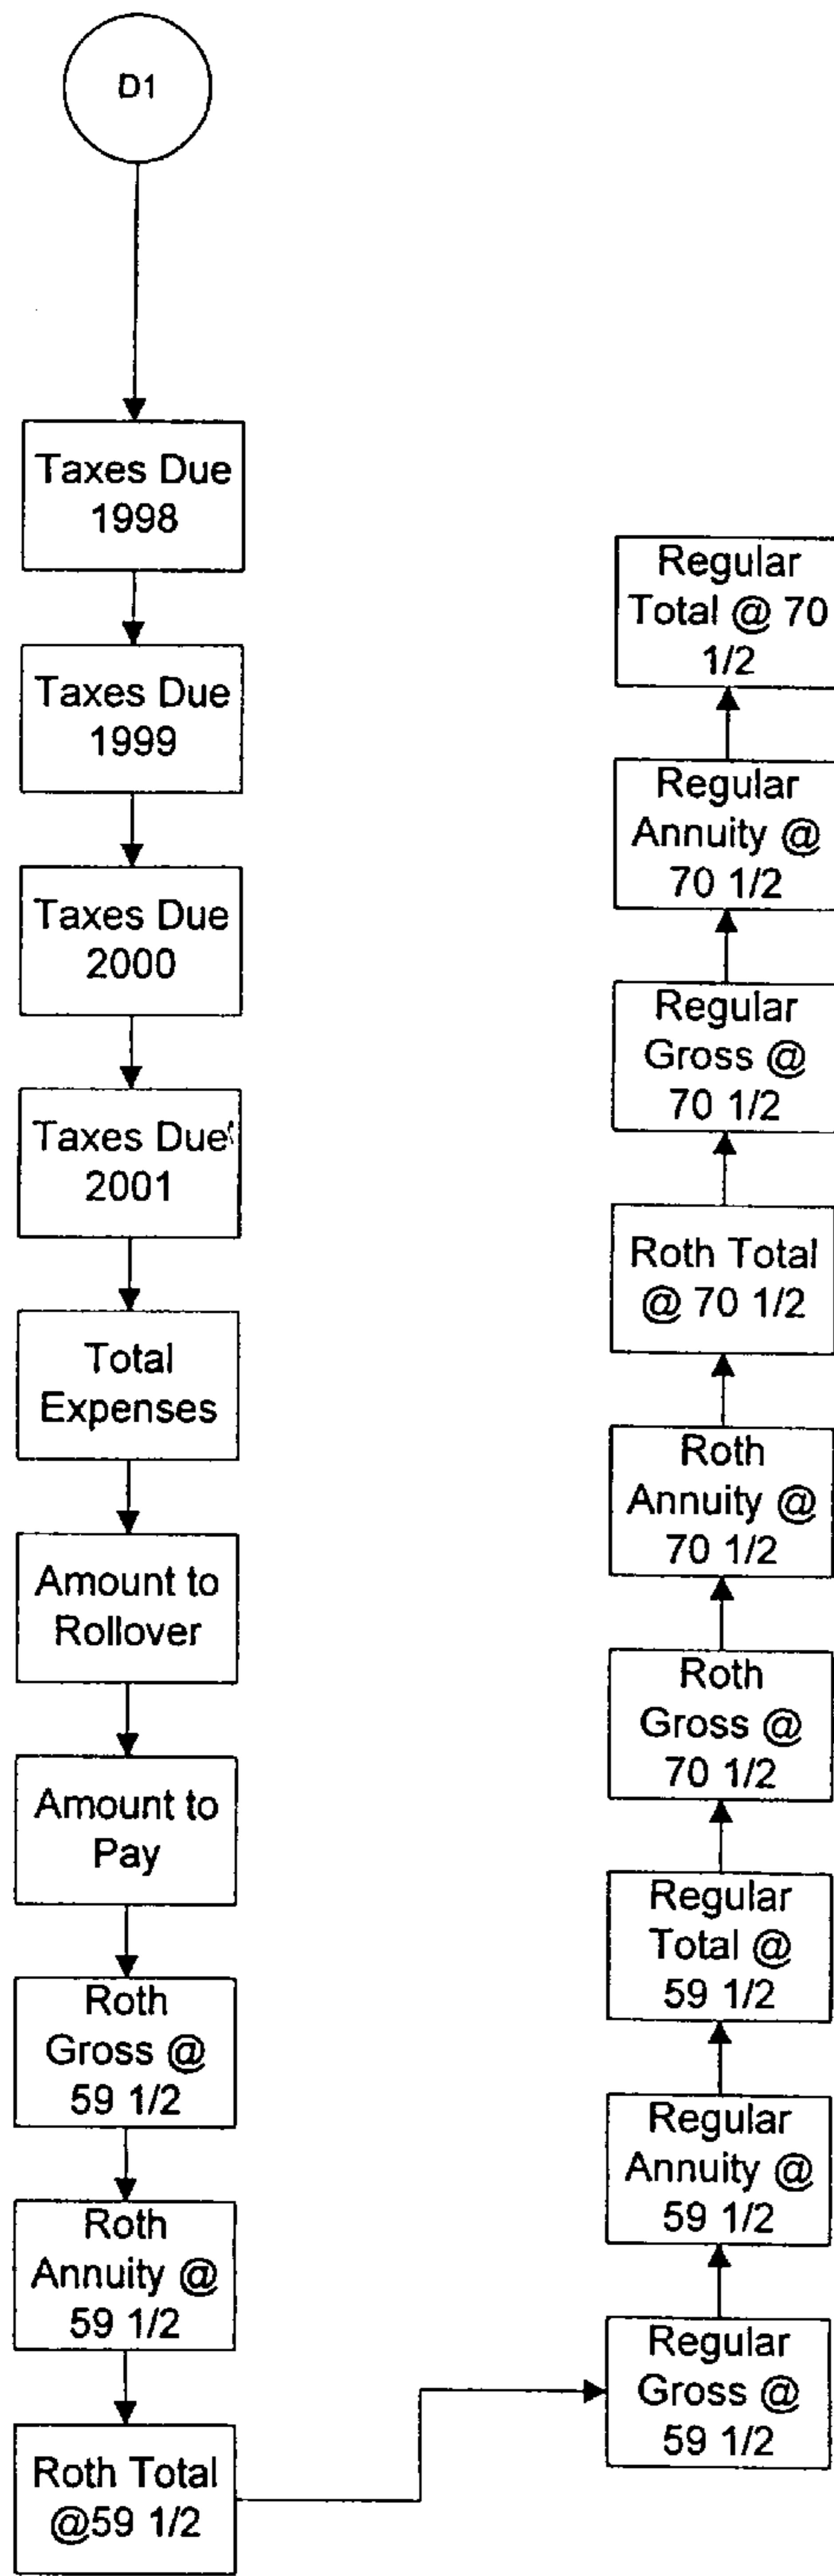 D1
Taxes Due
1998
Taxes Due
1999
Taxes Due
2000
Taxes Due
2001
Total
Expenses
Amount to
Rollover
Amount to
Pay
Roth
Gross @
59 1/2
Roth
Annuity @
59 1/2
Roth Total
@59 1/2
Regular
Gross @
59 1/2
Regular
Annuity @
59 1/2
Regular
Total @
59 1/2
Roth
Gross @
70 1/2
Roth
Annuity @
70 1/2
Roth Total
@ 70 1/2
Regular
Gross @
70 1/2
Regular
Annuity @
70 1/2
Regular
Total @ 70
1/2